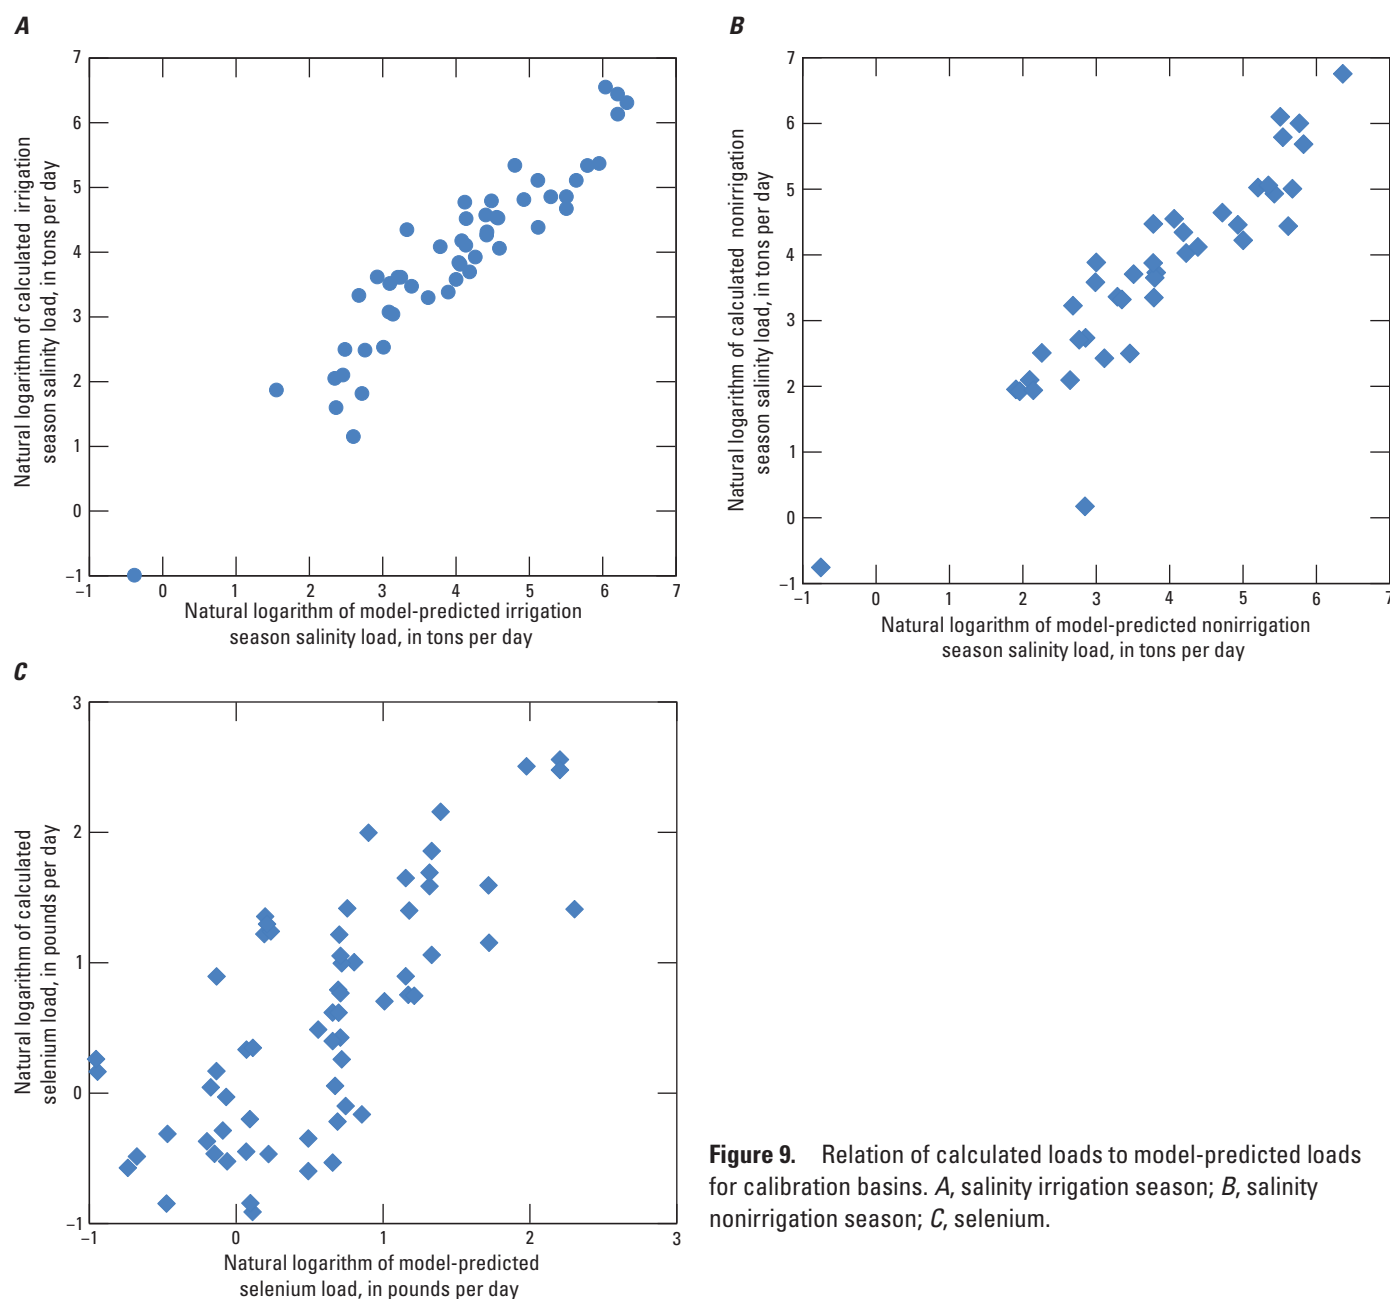 A
7
6
5
4
3
2
1
0
–1
–1 0 1 2 3 4 5 6 7
Natural logarithm of calculated irrigation
season salinity load, in tons per day
Natural logarithm of model-predicted irrigation
season salinity load, in tons per day
B
7
6
5
4
3
2
1
0
–1
–1 0 1 2 3 4 5 6 7
Natural logarithm of calculated nonirrigation
season salinity load, in tons per day
Natural logarithm of model-predicted nonirrigation
season salinity load, in tons per day
C
3
2
1
0
–1
–1 0 1 2 3
Natural logarithm of calculated
selenium load, in pounds per day
Natural logarithm of model-predicted
selenium load, in pounds per day
Figure 9. Relation of calculated loads to model-predicted loads
for calibration basins. A, salinity irrigation season; B, salinity
nonirrigation season; C, selenium.